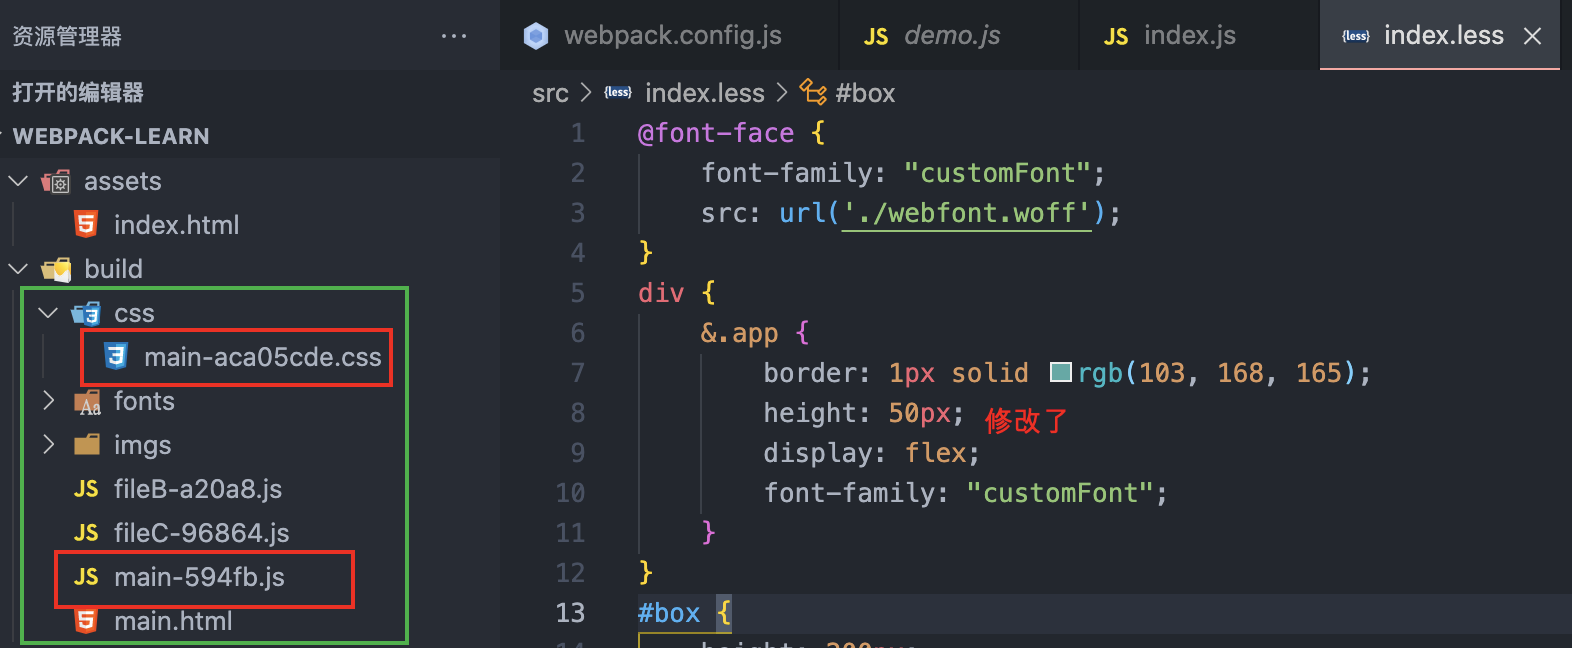 资源管理器 ···
打开的编辑器
WEBPACK-LEARN
assets
index.html
build
css
main-aca05cde.css
fonts
imgs
JS fileB-a20a8.js
JS fileC-96864.js
JS main-594fb.js
main.html
webpack.config.js JS demo.js JS index.js {less} index.less
src > {less} index.less > #box
1 @font-face {
2 font-family: "customFont";
3 src: url('./webfont.woff');
4 }
5 div {
6 &.app {
7 border: 1px solid rgb(103, 168, 165);
8 height: 50px; 修改了
9 display: flex;
10 font-family: "customFont";
11 }
12 }
13 #box {